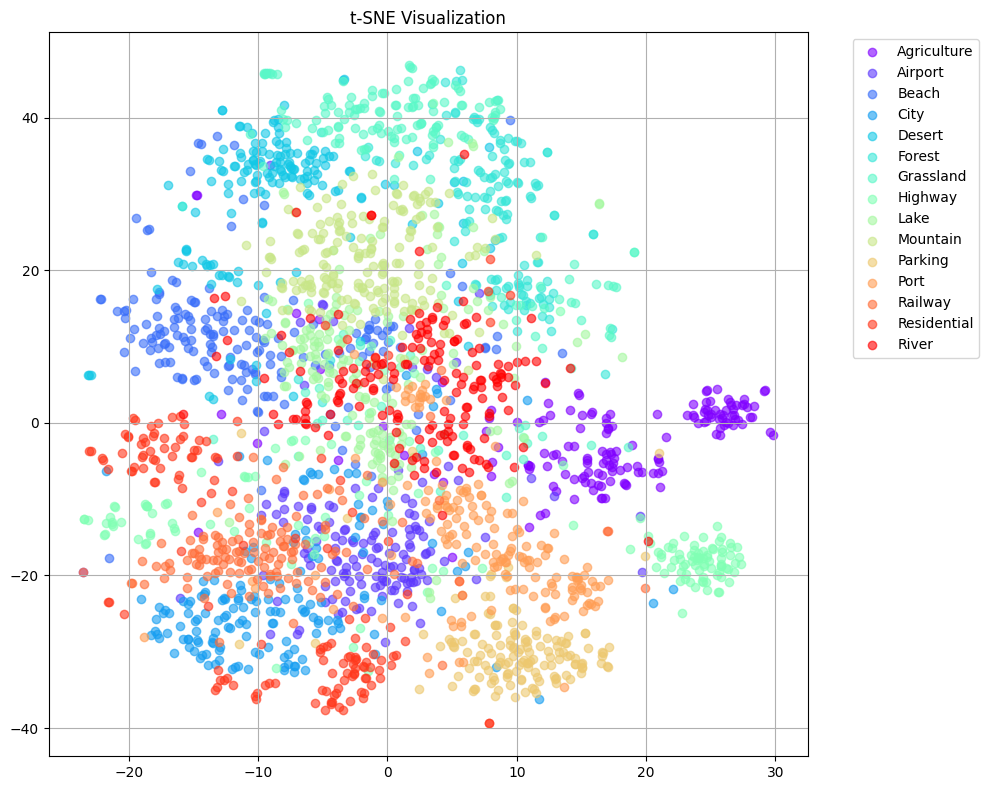 t-SNE Visualization
40
20
0
−20
−40
−20
−10
0
10
20
30
Agriculture
Airport
Beach
City
Desert
Forest
Grassland
Highway
Lake
Mountain
Parking
Port
Railway
Residential
River